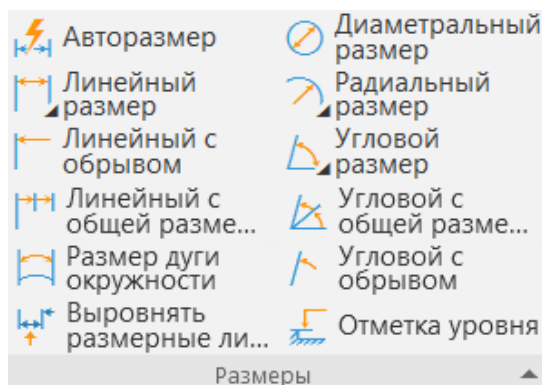 Авторазмер
Диаметральный
размер
Линейный
размер
Радиальный
размер
Линейный с
обрывом
Угловой
размер
Линейный с
общей разме...
Угловой с
общей разме...
Размер дуги
окружности
Угловой с
обрывом
Выровнять
размерные ли...
Отметка уровня
Размеры